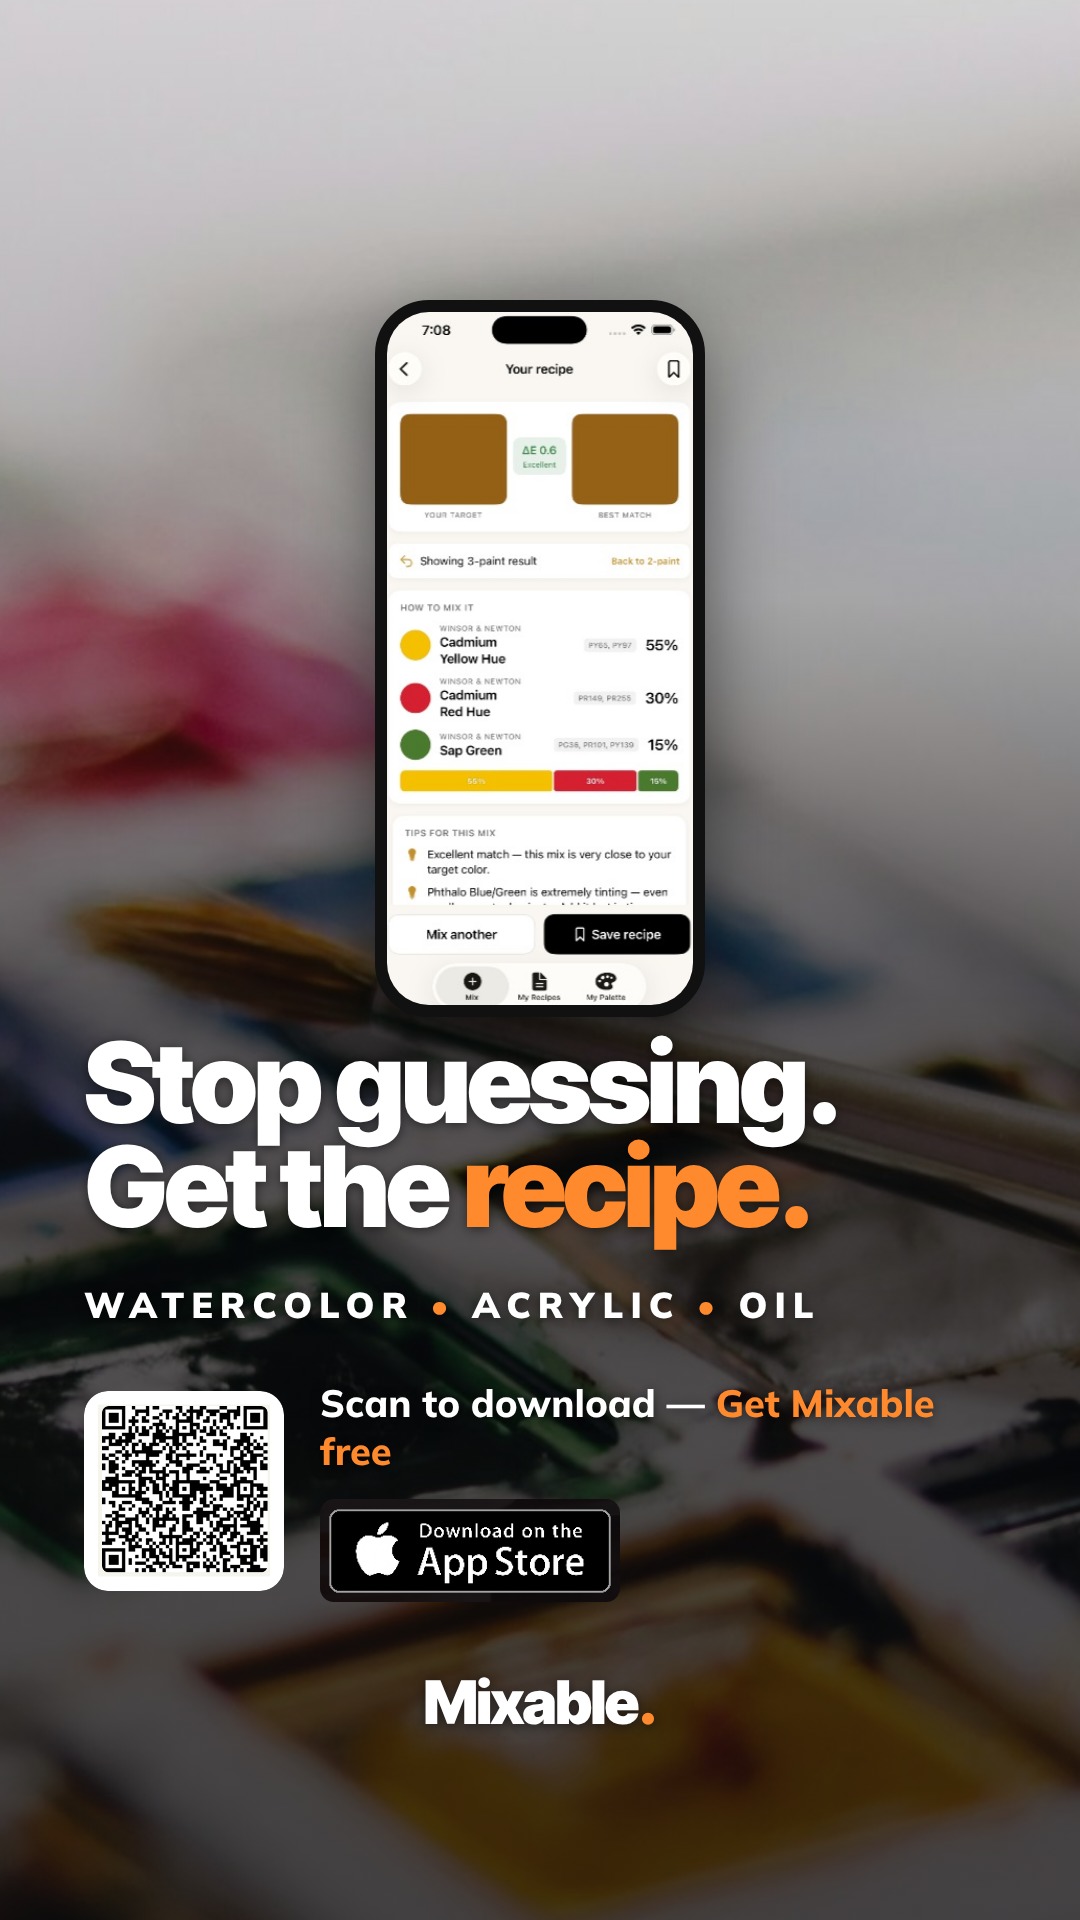 7:08
Your recipe
ΔE 0.6
Excellent
YOUR TARGET
BEST MATCH
Showing 3-paint result
Back to 2-paint
HOW TO MIX IT
WINSOR & NEWTON
Cadmium
Yellow Hue
PY65, PY97
55%
WINSOR & NEWTON
Cadmium
Red Hue
PR149, PR255
30%
WINSOR & NEWTON
Sap Green
PG36, PR101, PY139
15%
55% 30% 15%
TIPS FOR THIS MIX
Excellent match — this mix is very close to your
target color.
Phthalo Blue/Green is extremely tinting — even
Mix another
Save recipe
Mix
My Recipes
My Palette
Stop guessing.
Get the recipe.
WATERCOLOR • ACRYLIC • OIL
Scan to download — Get Mixable
free
Download on the
App Store
Mixable.